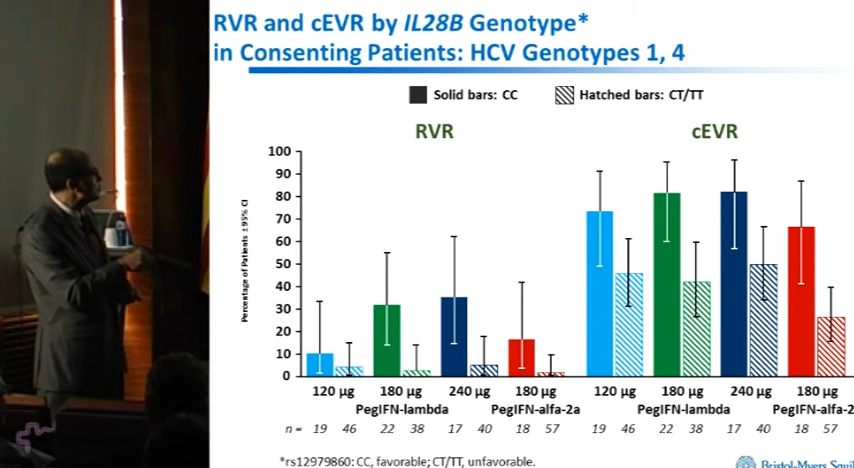 RVR and cEVR by IL28B Genotype*
in Consenting Patients: HCV Genotypes 1, 4
Solid bars: CC
Hatched bars: CT/TT
RVR
cEVR
Percentage of Patients ± 95% CI
100
90
80
70
60
50
40
30
20
10
0
120 µg 180 µg 240 µg 180 µg 120 µg 180 µg 240 µg 180 µg
PegIFN-lambda PegIFN-alfa-2a PegIFN-lambda PegIFN-alfa-2
n = 19 46 22 38 17 40 18 57 19 46 22 38 17 40 18 57
*rs12979860: CC, favorable; CT/TT, unfavorable.
Bristol-Myers Squi